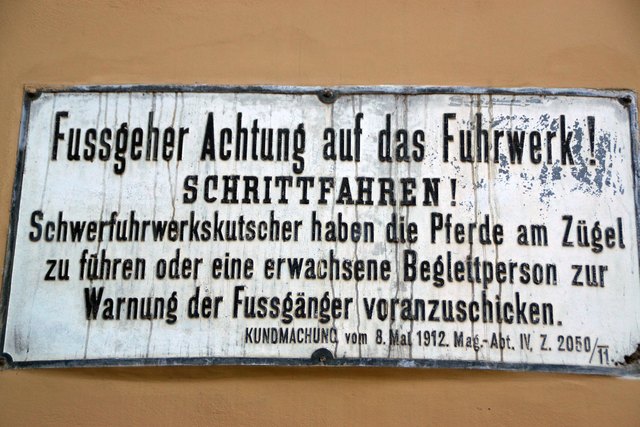 Fussgeher Achtung auf das Fuhrwerk!
SCHRITTFAHREN!
Schwerfuhrwerkskutscher haben die Pferde am Zügel
zu führen oder eine erwachsene Begleitperson zur
Warnung der Fussgänger voranzuschicken.
KUNDMACHUNG vom 8. Mai 1912. Mag.-Abt. IV, Z. 2050/11.